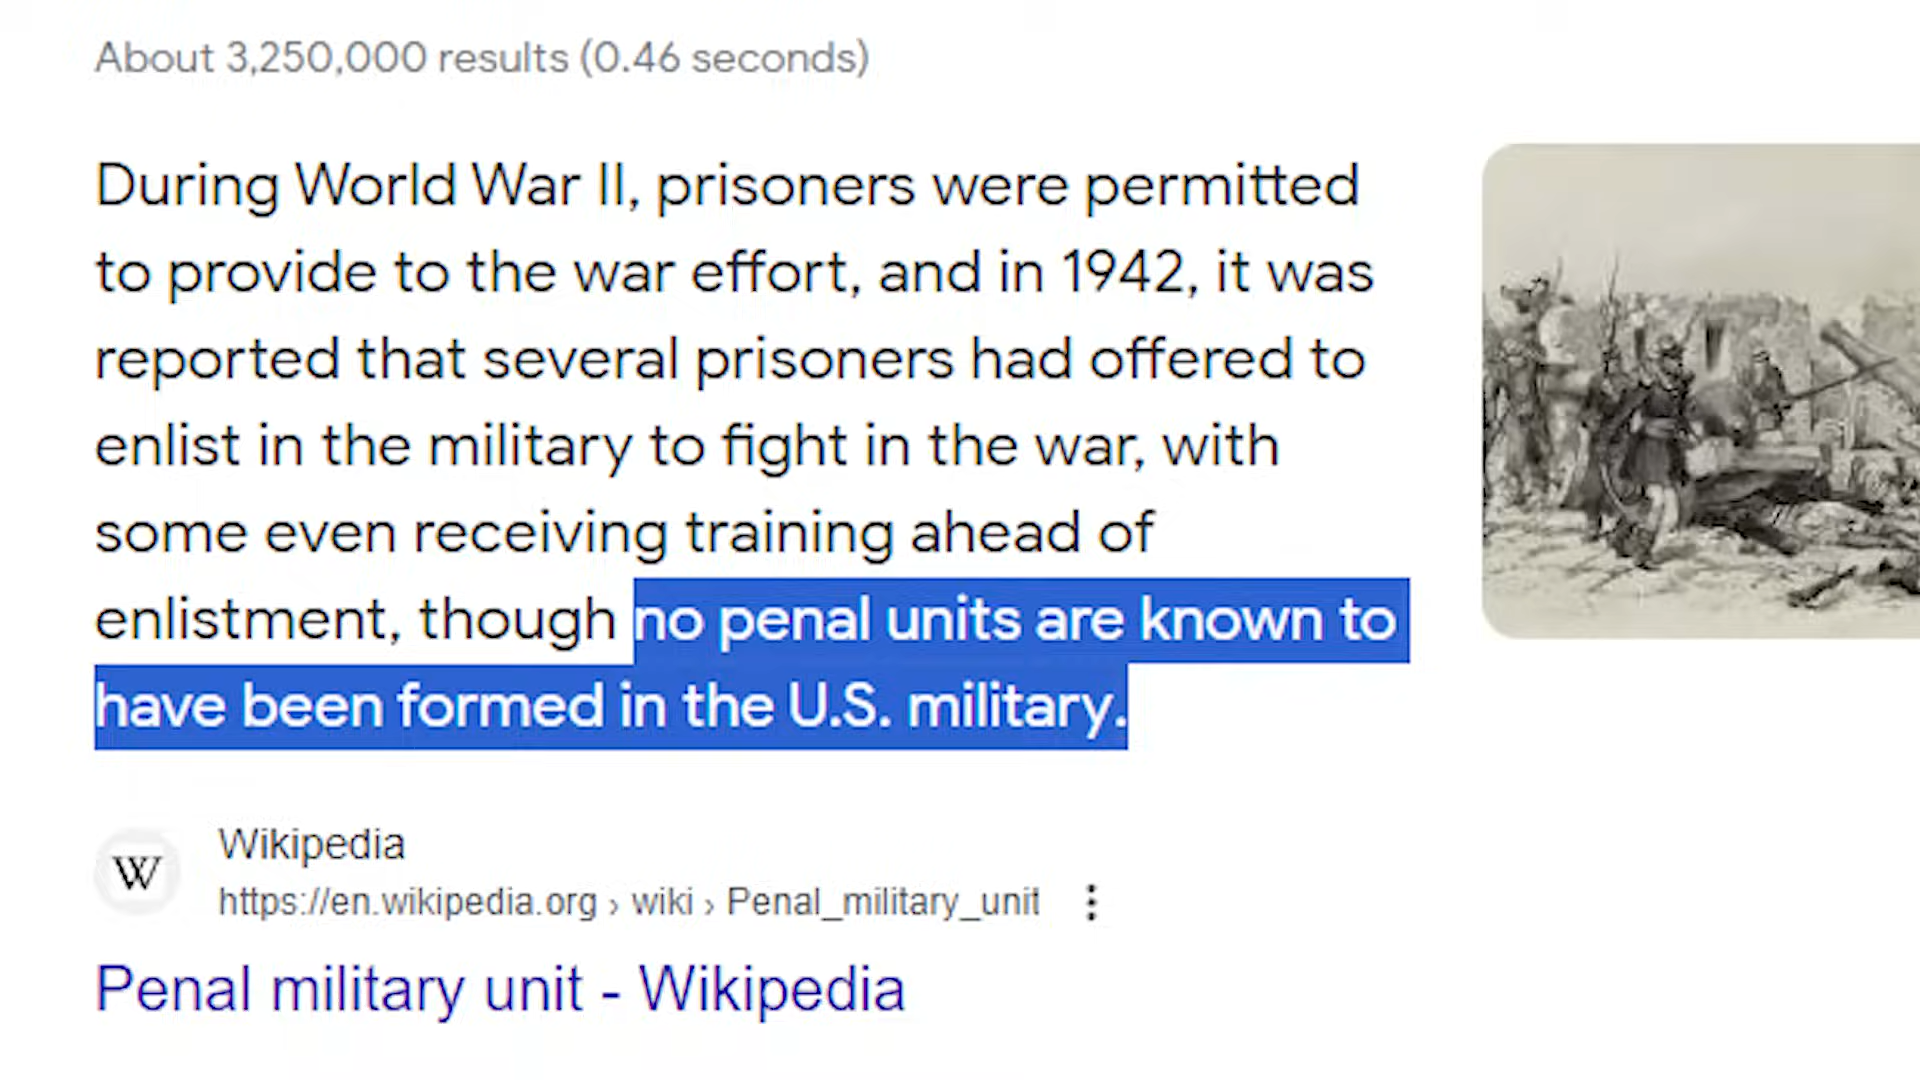 About 3,250,000 results (0.46 seconds)
During World War II, prisoners were permitted
to provide to the war effort, and in 1942, it was
reported that several prisoners had offered to
enlist in the military to fight in the war, with
some even receiving training ahead of
enlistment, though no penal units are known to
have been formed in the U.S. military.
W
Wikipedia
https://en.wikipedia.org › wiki › Penal_military_unit
Penal military unit - Wikipedia